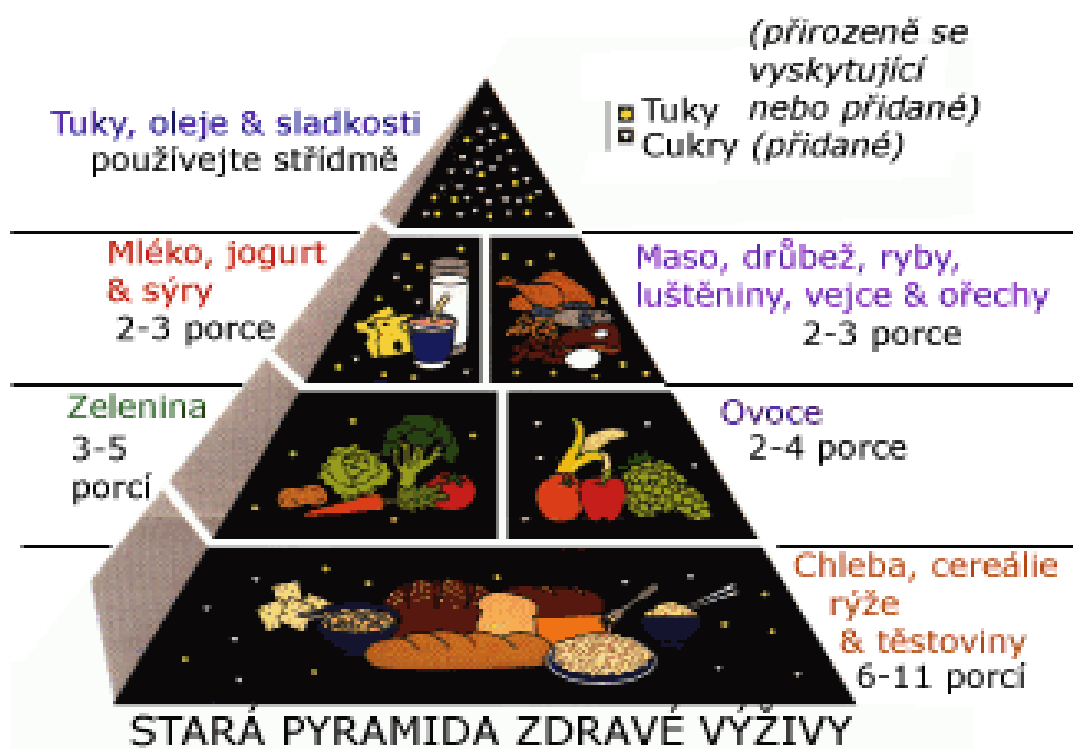 (přirozeně se
vyskytující
Tuky nebo přidané)
Cukry (přidané)
Tuky, oleje & sladkosti
používejte střídmě
Mléko, jogurt
& sýry
2-3 porce
Maso, drůbež, ryby,
luštěniny, vejce & ořechy
2-3 porce
Zelenina
3-5
porcí
Ovoce
2-4 porce
Chleba, cereálie
rýže
& těstoviny
6-11 porcí
STARÁ PYRAMIDA ZDRAVÉ VÝŽIVY